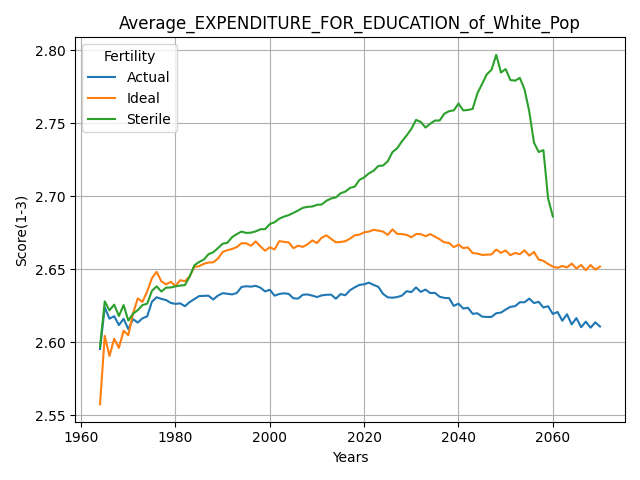 Average_EXPENDITURE_FOR_EDUCATION_of_White_Pop
Fertility
Actual
Ideal
Sterile
Score(1-3)
2.80
2.75
2.70
2.65
2.60
2.55
1960 1980 2000 2020 2040 2060
Years